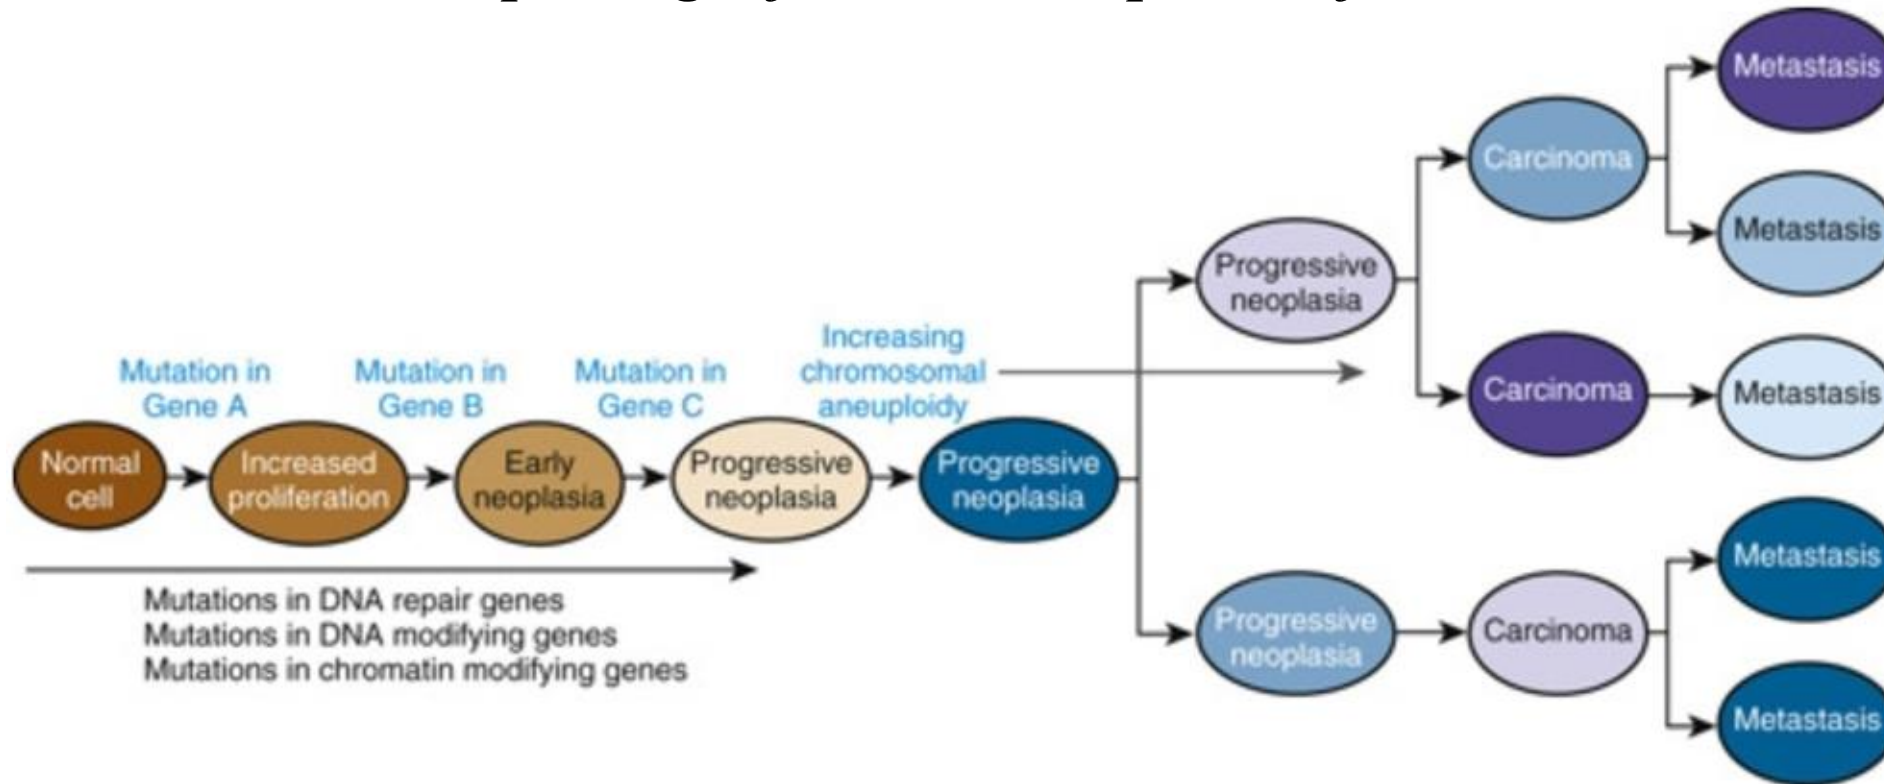 Mutation in
Gene A
Mutation in
Gene B
Mutation in
Gene C
Increasing
chromosomal
aneuploidy
Normal
cell
Increased
proliferation
Early
neoplasia
Progressive
neoplasia
Progressive
neoplasia
Progressive
neoplasia
Progressive
neoplasia
Carcinoma
Carcinoma
Carcinoma
Metastasis
Metastasis
Metastasis
Metastasis
Metastasis
Mutations in DNA repair genes
Mutations in DNA modifying genes
Mutations in chromatin modifying genes